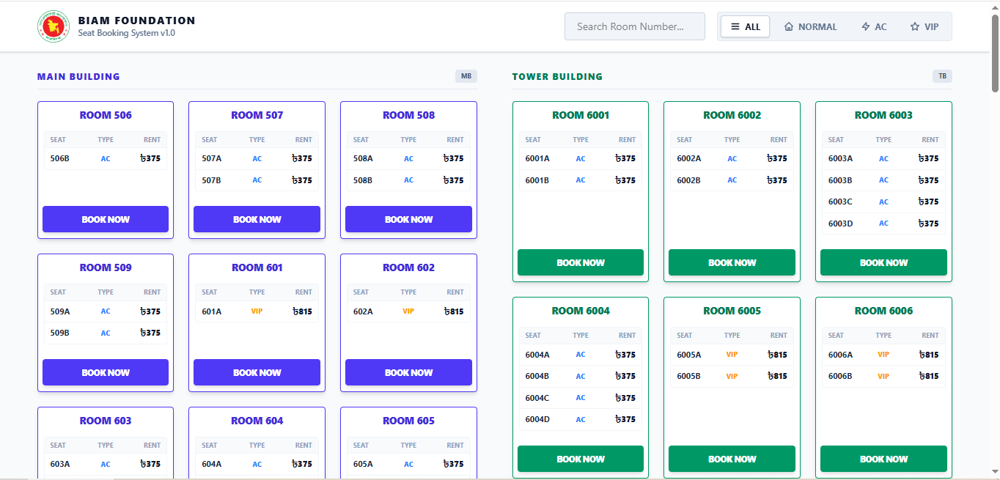 BIAM FOUNDATION
Seat Booking System v1.0
Search Room Number...
ALL
NORMAL
AC
VIP
MAIN BUILDING
MB
ROOM 506
SEAT TYPE RENT
506B AC ৳375
BOOK NOW
ROOM 507
SEAT TYPE RENT
507A AC ৳375
507B AC ৳375
BOOK NOW
ROOM 508
SEAT TYPE RENT
508A AC ৳375
508B AC ৳375
BOOK NOW
ROOM 509
SEAT TYPE RENT
509A AC ৳375
509B AC ৳375
BOOK NOW
ROOM 601
SEAT TYPE RENT
601A VIP ৳815
BOOK NOW
ROOM 602
SEAT TYPE RENT
602A VIP ৳815
BOOK NOW
ROOM 603
SEAT TYPE RENT
603A AC ৳375
ROOM 604
SEAT TYPE RENT
604A AC ৳375
ROOM 605
SEAT TYPE RENT
605A AC ৳375
TOWER BUILDING
TB
ROOM 6001
SEAT TYPE RENT
6001A AC ৳375
6001B AC ৳375
BOOK NOW
ROOM 6002
SEAT TYPE RENT
6002A AC ৳375
6002B AC ৳375
BOOK NOW
ROOM 6003
SEAT TYPE RENT
6003A AC ৳375
6003B AC ৳375
6003C AC ৳375
6003D AC ৳375
BOOK NOW
ROOM 6004
SEAT TYPE RENT
6004A AC ৳375
6004B AC ৳375
6004C AC ৳375
6004D AC ৳375
BOOK NOW
ROOM 6005
SEAT TYPE RENT
6005A VIP ৳815
6005B VIP ৳815
BOOK NOW
ROOM 6006
SEAT TYPE RENT
6006A VIP ৳815
6006B VIP ৳815
BOOK NOW